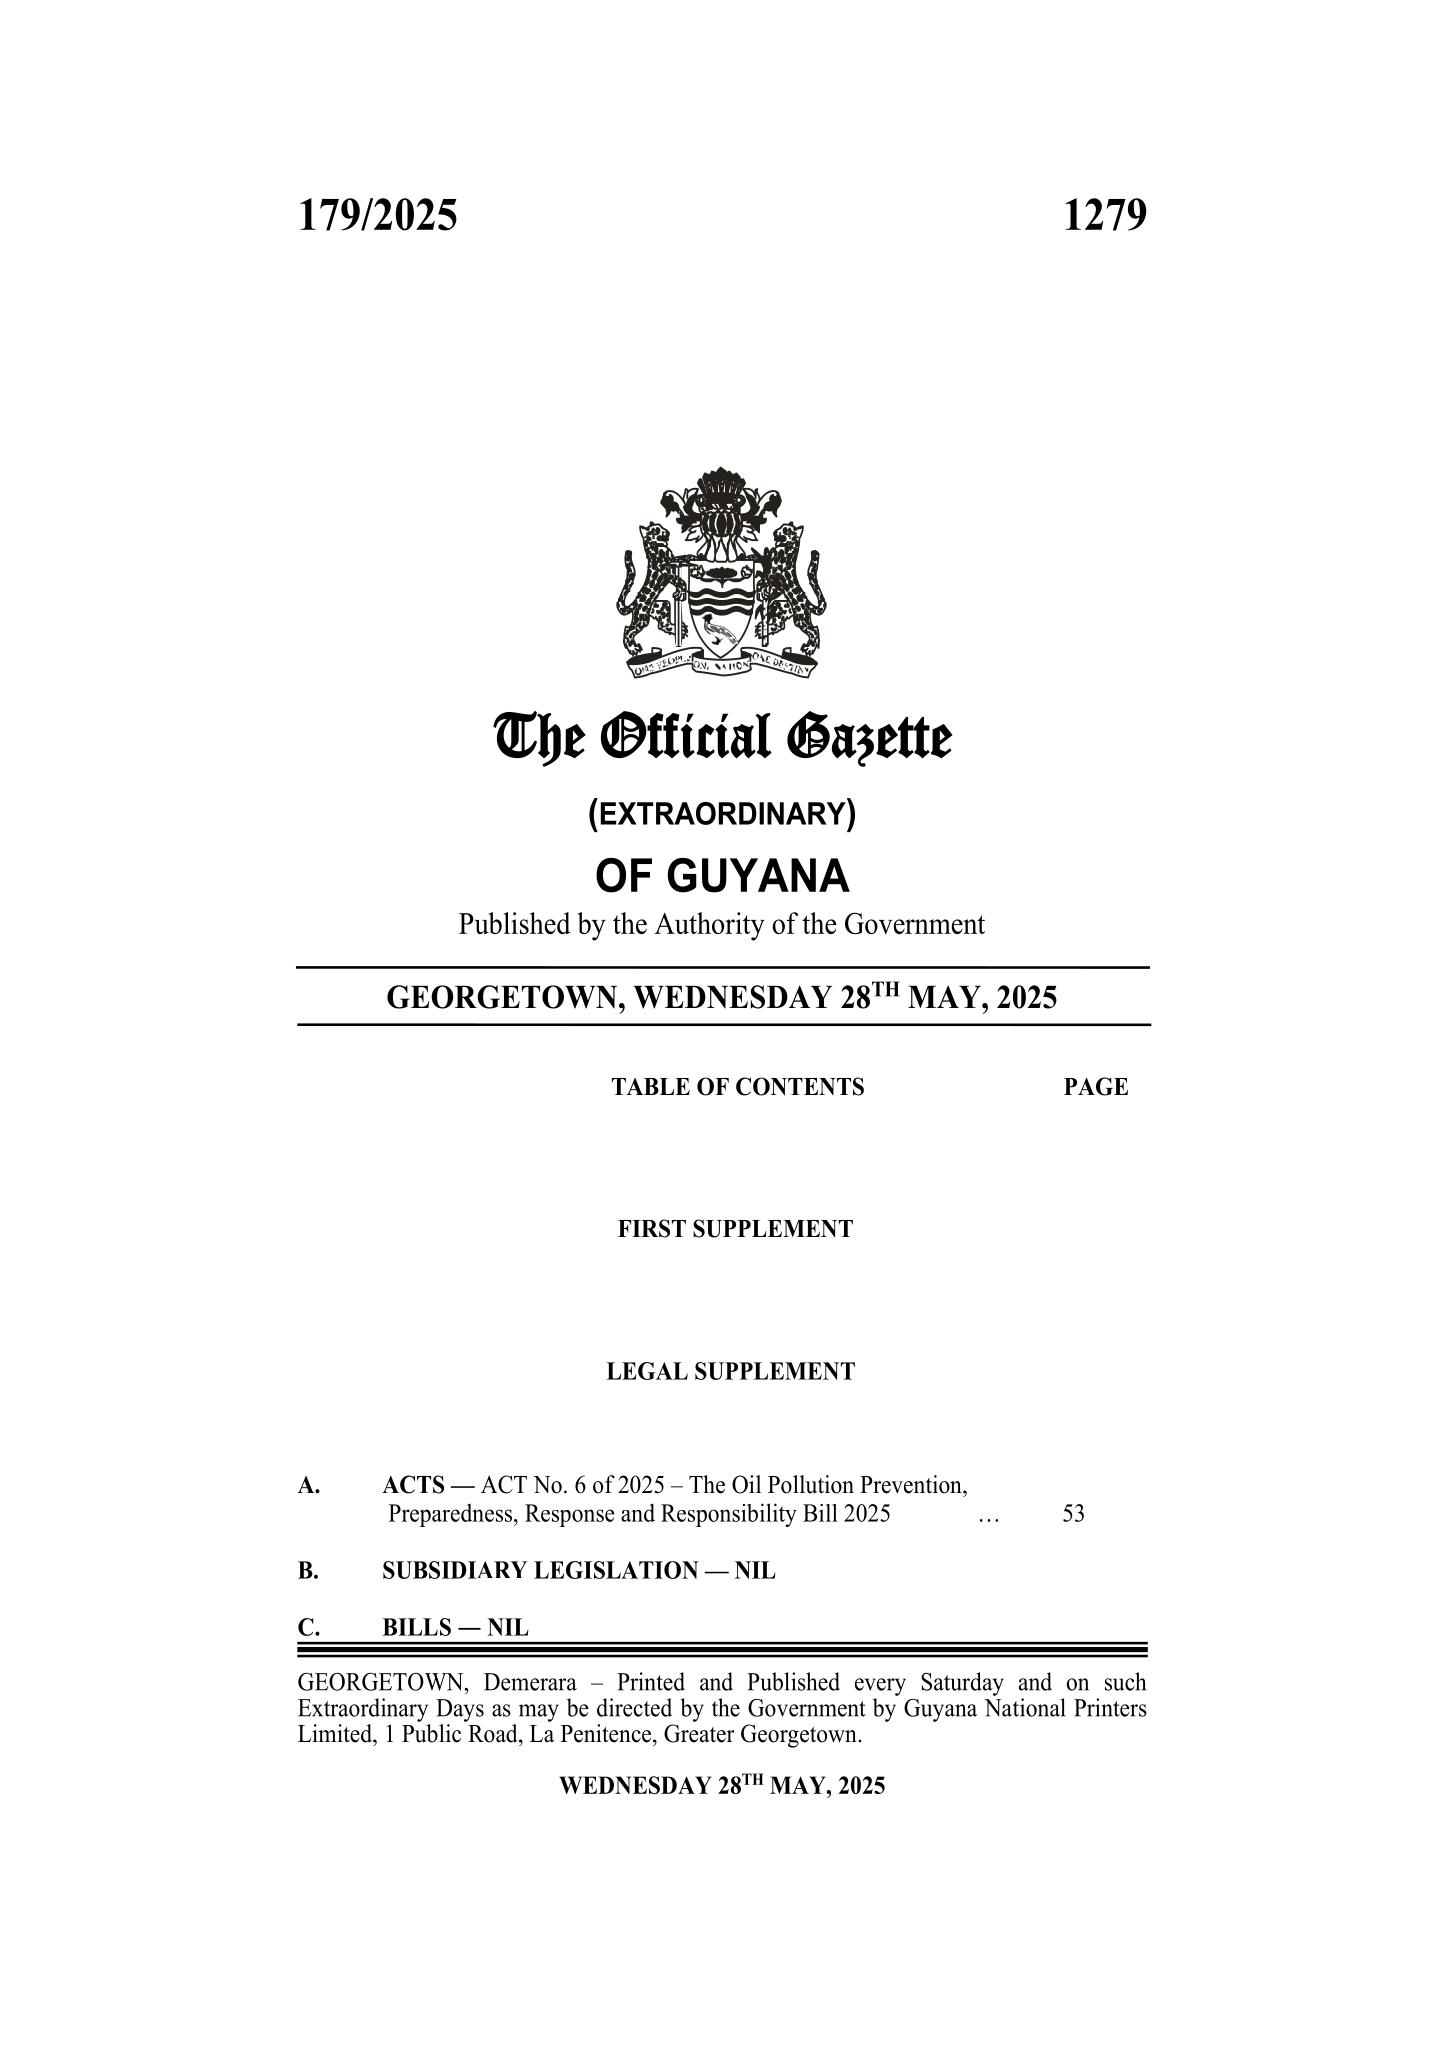 179/2025 1279
ONE PEOPLE ONE NATION ONE DESTINY
The Official Gazette
(EXTRAORDINARY)
OF GUYANA
Published by the Authority of the Government
GEORGETOWN, WEDNESDAY 28TH MAY, 2025
TABLE OF CONTENTS PAGE
FIRST SUPPLEMENT
LEGAL SUPPLEMENT
A. ACTS — ACT No. 6 of 2025 – The Oil Pollution Prevention,
Preparedness, Response and Responsibility Bill 2025 … 53
B. SUBSIDIARY LEGISLATION — NIL
C. BILLS — NIL
GEORGETOWN, Demerara – Printed and Published every Saturday and on such
Extraordinary Days as may be directed by the Government by Guyana National Printers
Limited, 1 Public Road, La Penitence, Greater Georgetown.
WEDNESDAY 28TH MAY, 2025